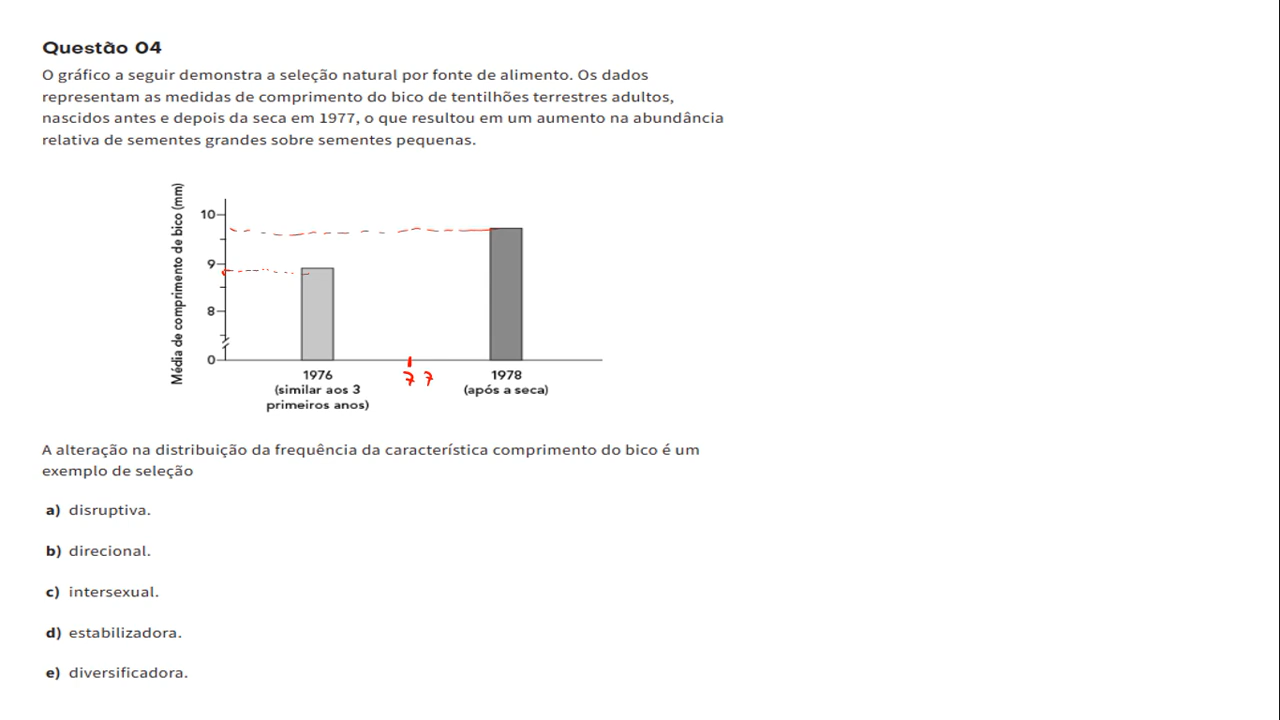 Questão 04
O gráfico a seguir demonstra a seleção natural por fonte de alimento. Os dados
representam as medidas de comprimento do bico de tentilhões terrestres adultos,
nascidos antes e depois da seca em 1977, o que resultou em um aumento na abundância
relativa de sementes grandes sobre sementes pequenas.
Média de comprimento de bico (mm)
10
9
8
0
1976
(similar aos 3
primeiros anos)
77
1978
(após a seca)
A alteração na distribuição da frequência da característica comprimento do bico é um
exemplo de seleção
a) disruptiva.
b) direcional.
c) intersexual.
d) estabilizadora.
e) diversificadora.